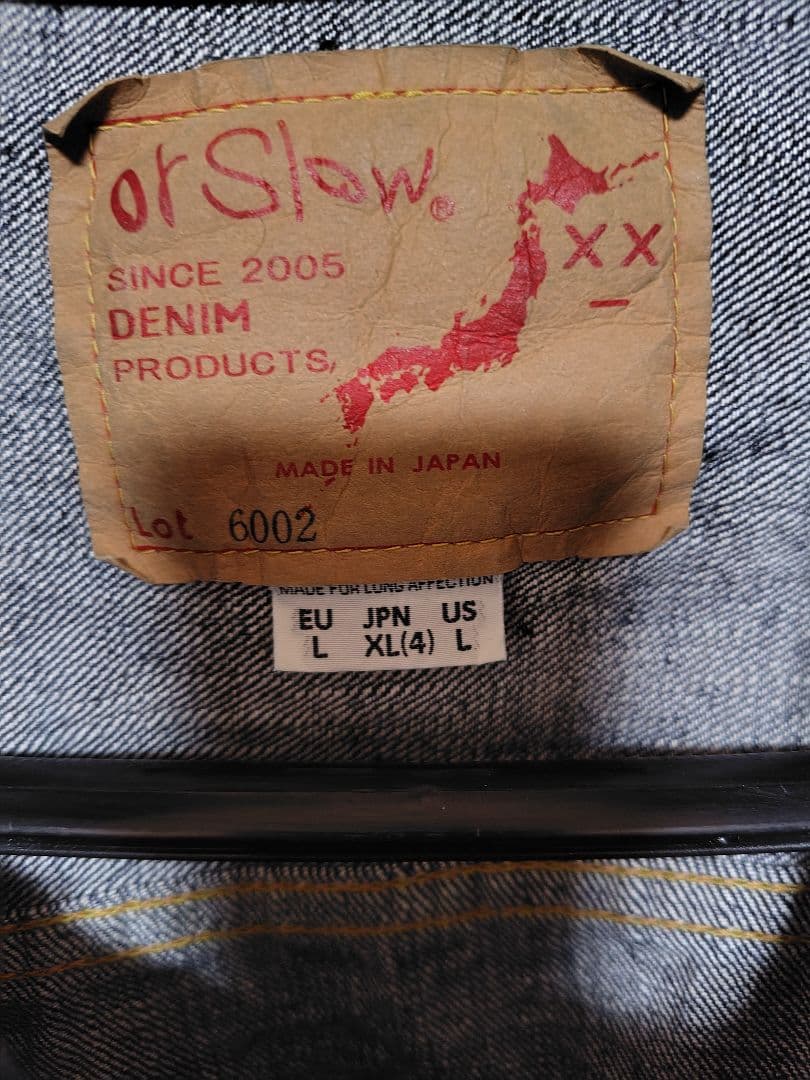 orSlow®
XX
SINCE 2005
DENIM
PRODUCTS,
MADE IN JAPAN
Lot 6002
MADE FOR LONG AFFECTION
EU JPN US
L XL(4) L